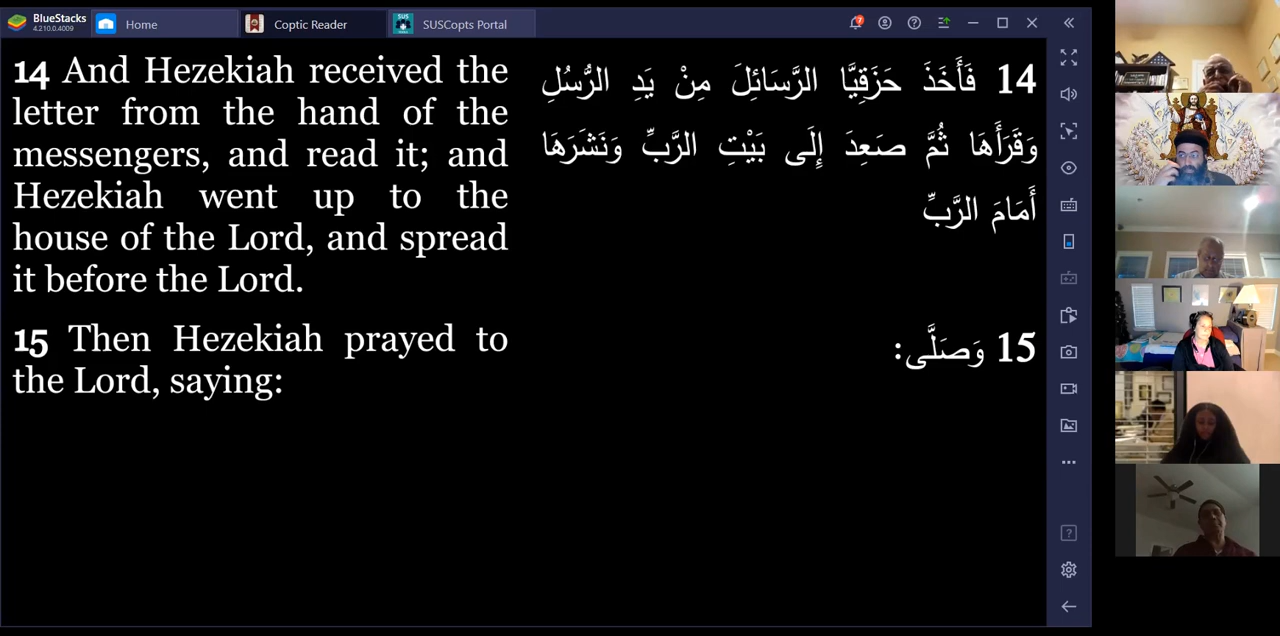 BlueStacks
4.210.0.4009
Home
Coptic Reader
SUSCopts Portal
14 And Hezekiah received the
letter from the hand of the
messengers, and read it; and
Hezekiah went up to the
house of the Lord, and spread
it before the Lord.
15 Then Hezekiah prayed to
the Lord, saying:
14 فَأَخَذَ حَزَقِيَّا الرَّسَائِلَ مِنْ يَدِ الرُّسُلِ
وَقَرَأَهَا ثُمَّ صَعِدَ إِلَى بَيْتِ الرَّبِّ وَنَشَرَهَا
أَمَامَ الرَّبِّ
15 وَصَلَّى: